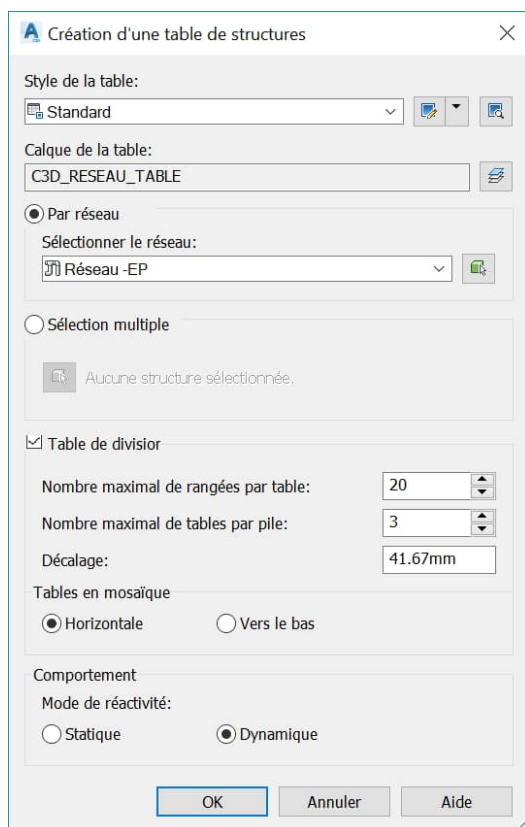 Création d'une table de structures
Style de la table:
Standard
Calque de la table:
C3D_RESEAU_TABLE
Par réseau
Sélectionner le réseau:
Réseau -EP
Sélection multiple
Aucune structure sélectionnée.
Table de divisior
Nombre maximal de rangées par table:
20
Nombre maximal de tables par pile:
3
Décalage:
41.67mm
Tables en mosaïque
Horizontale
Vers le bas
Comportement
Mode de réactivité:
Statique
Dynamique
OK
Annuler
Aide